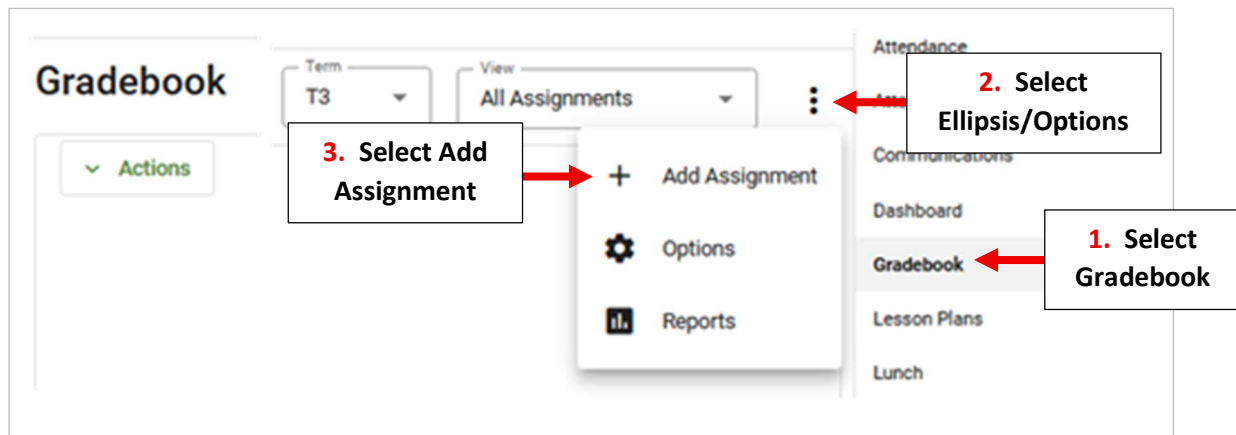 Gradebook
Term
T3
View
All Assignments
Actions
Add Assignment
Options
Reports
Attendance
Communications
Dashboard
Gradebook
Lesson Plans
Lunch
2. Select
Ellipsis/Options
3. Select Add
Assignment
1. Select
Gradebook